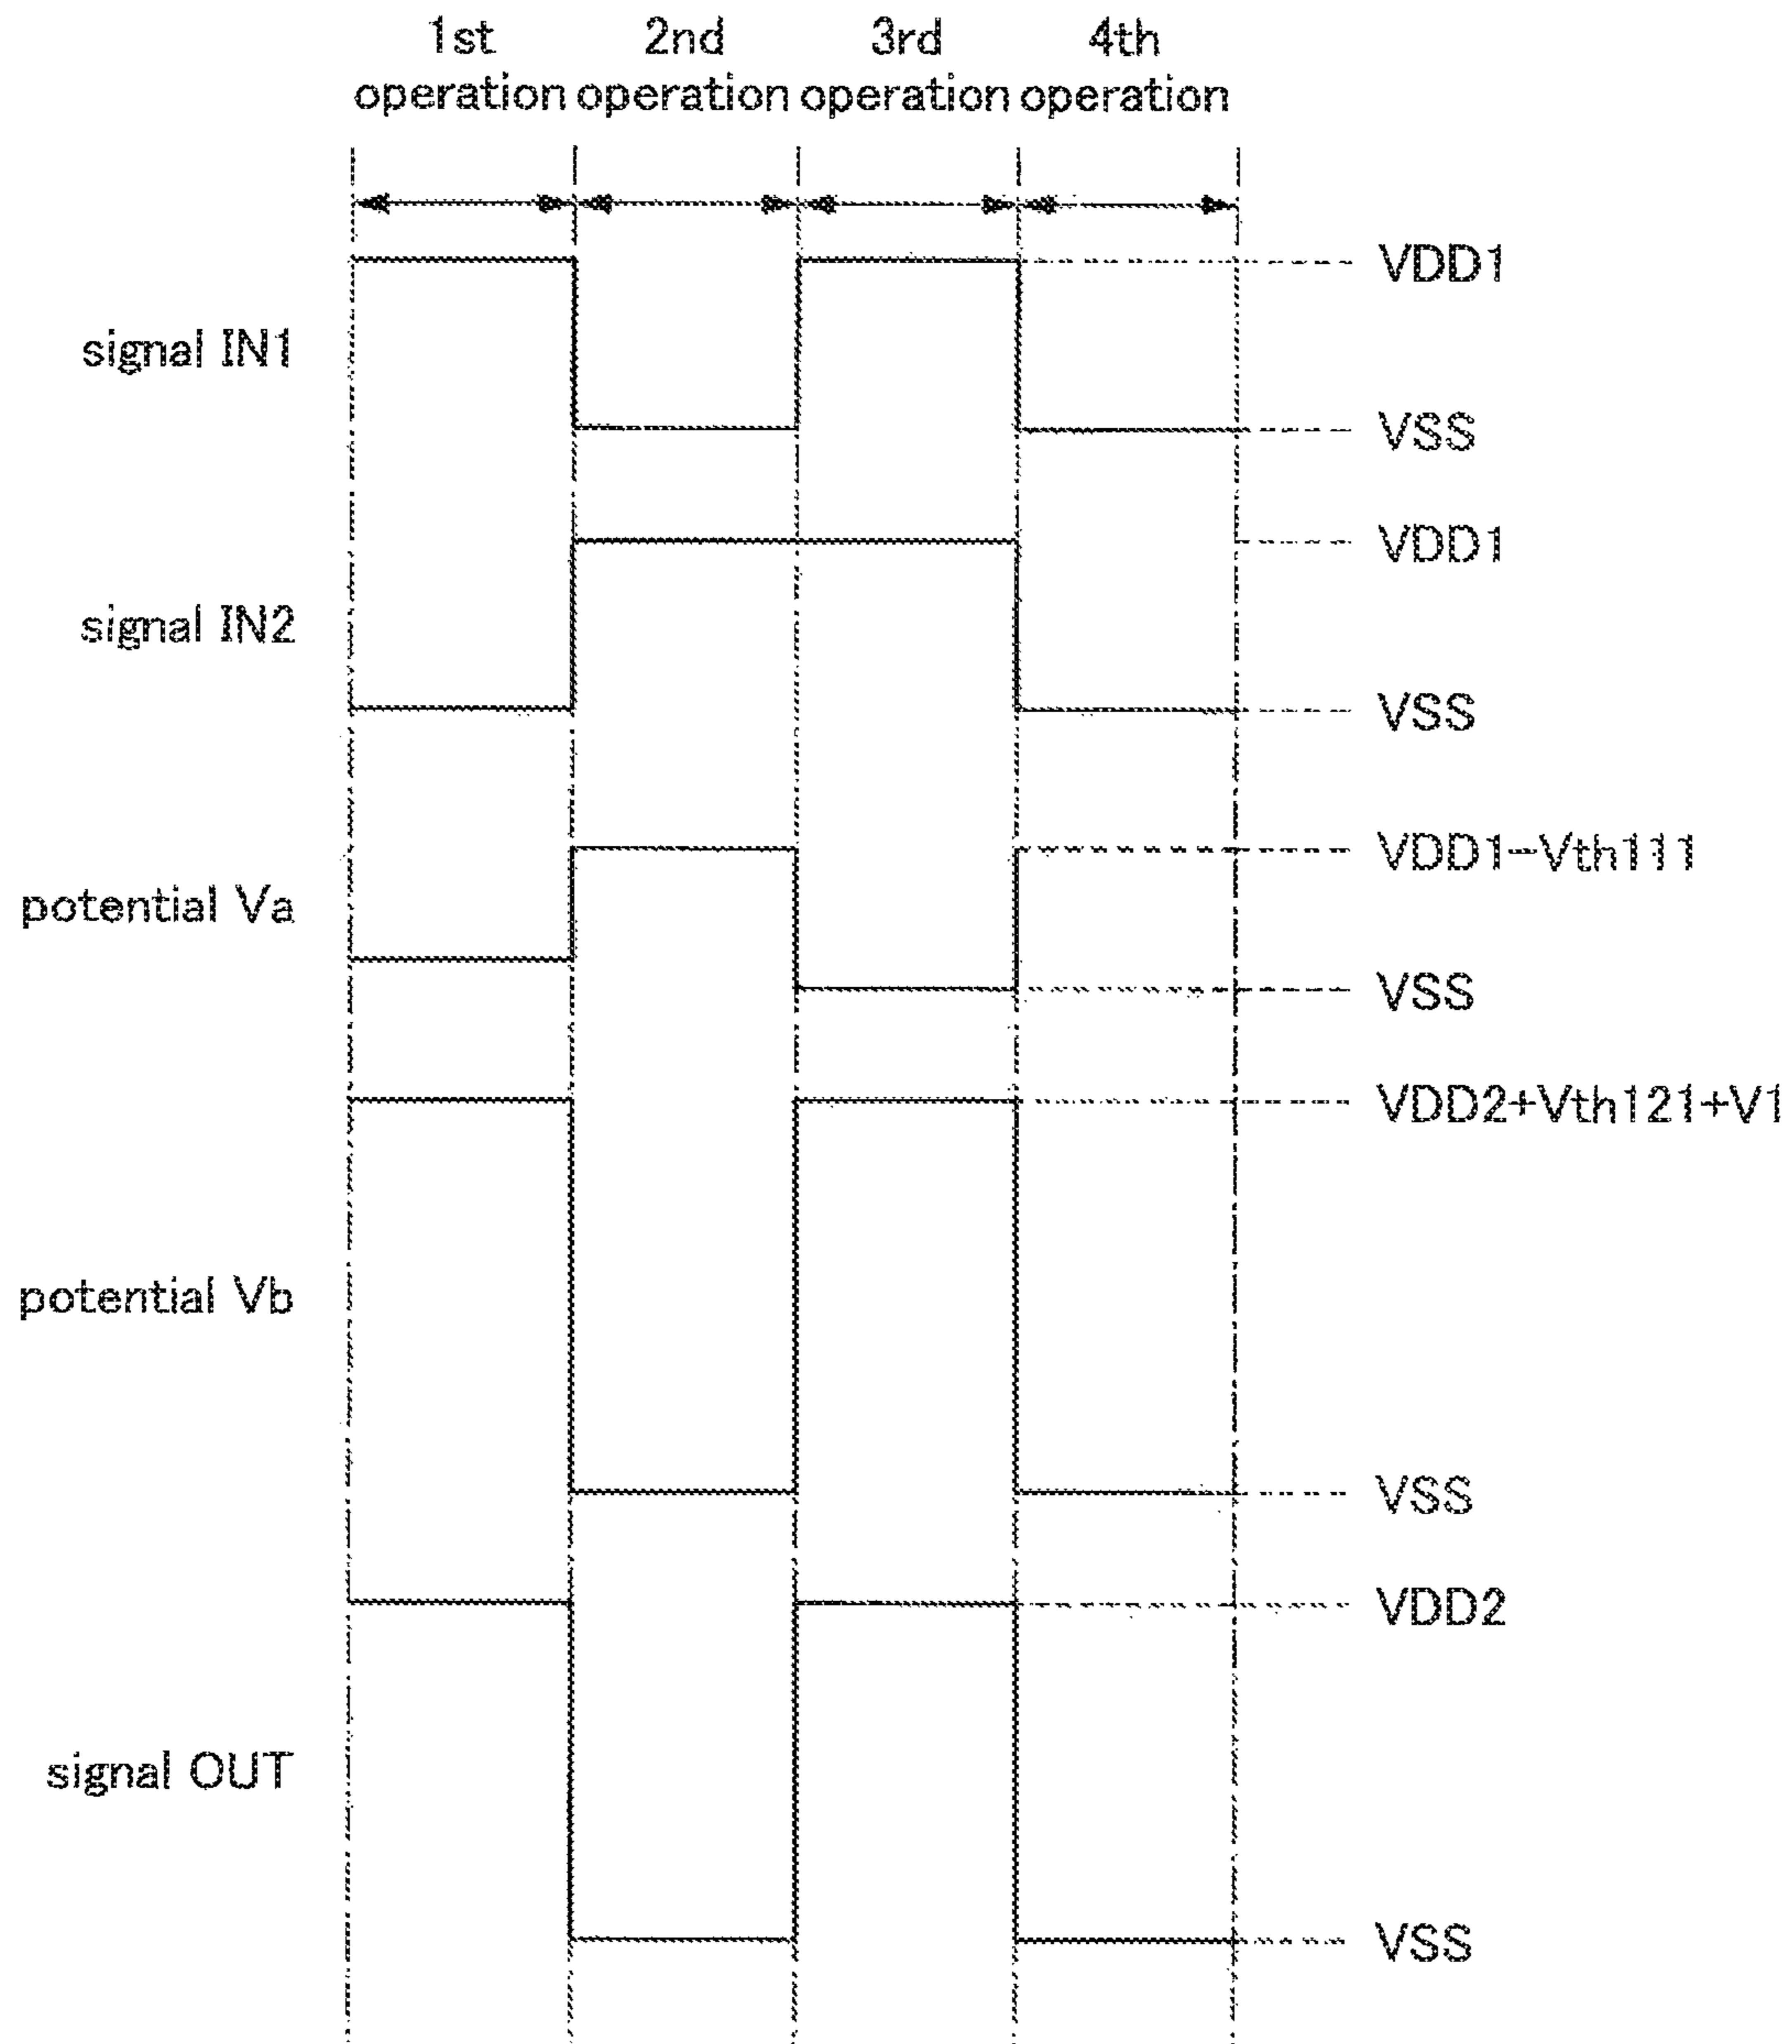 1st 2nd 3rd 4th
operation operation operation operation
VDD1
signal IN1
VSS
VDD1
signal IN2
VSS
VDD1-Vth111
potential Va
VSS
VDD2+Vth121+V1
potential Vb
VSS
VDD2
signal OUT
VSS